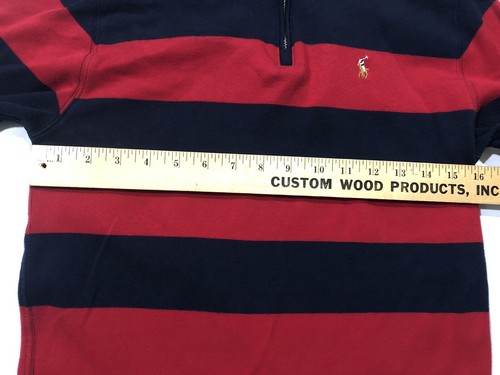 1 2 3 4 5 6 7 8 9 10 11 12 13 14 15 16
CUSTOM WOOD PRODUCTS, INC